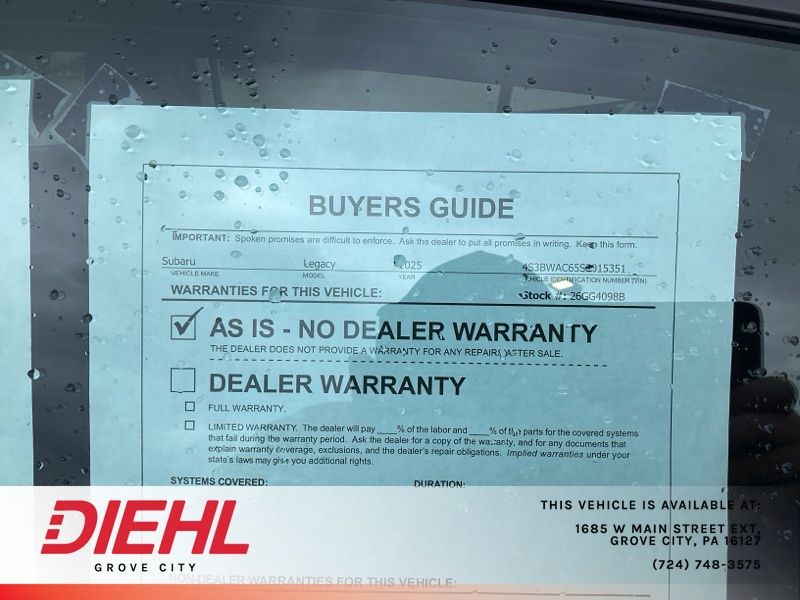 BUYERS GUIDE
IMPORTANT: Spoken promises are difficult to enforce. Ask the dealer to put all promises in writing. Keep this form.
Subaru Legacy 2025 4S3BWAC65S2915351
VEHICLE MAKE MODEL YEAR VEHICLE IDENTIFICATION NUMBER (VIN)
WARRANTIES FOR THIS VEHICLE: Stock #: 26GG4098B
AS IS - NO DEALER WARRANTY
THE DEALER DOES NOT PROVIDE A WARRANTY FOR ANY REPAIRS AFTER SALE.
DEALER WARRANTY
FULL WARRANTY.
LIMITED WARRANTY. The dealer will pay ____% of the labor and ____% of the parts for the covered systems
that fail during the warranty period. Ask the dealer for a copy of the warranty, and for any documents that
explain warranty coverage, exclusions, and the dealer's repair obligations. Implied warranties under your
state's laws may give you additional rights.
SYSTEMS COVERED: DURATION:
NON-DEALER WARRANTIES FOR THIS VEHICLE:
DIEHL
GROVE CITY
THIS VEHICLE IS AVAILABLE AT:
1685 W MAIN STREET EXT,
GROVE CITY, PA 16127
(724) 748-3575